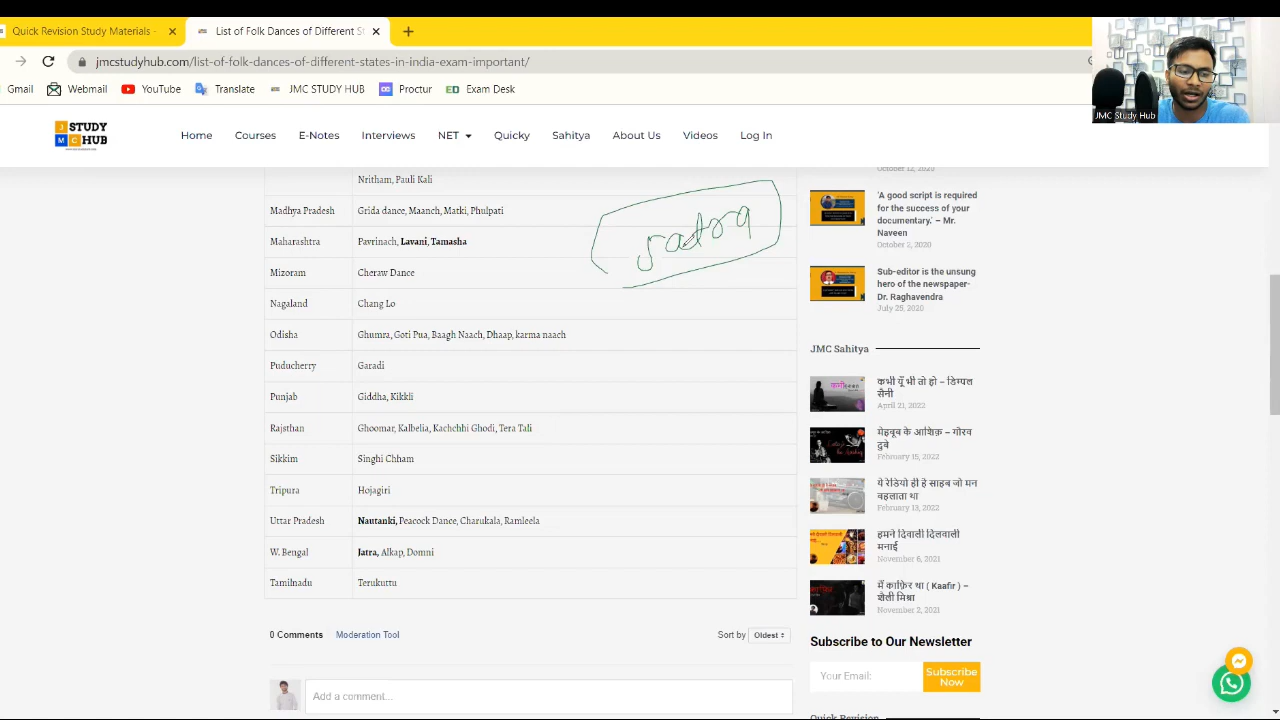 Quick Revision Study Materials -
List of Folk Dances of Different S
jmcstudyhub.com/list-of-folk-dances-of-different-states-in-india-important/
Gmail Webmail YouTube Translate JMC STUDY HUB Proctur Exam Desk
JMC Study Hub
J STUDY
M C HUB
Home Courses E-Notes Interviews NET Quicky Sahitya About Us Videos Log In
Nritham, Pauli Kali
Madhya Pradesh Grida Dance, Maanch, Matki, Phulpati
Maharashtra Pavrinach, Lavani, Tamasha
Mizoram Cheraw Dance
Nagaland Chang Lo
Odisha Ghumra, Goti Pua, Baagh Naach, Dhaap, karma naach
Puducherry Garadi
Punjab Giddha, Kikkli
Rajsthan Ghoomar, Kalbelia, Kachchhi Ghodi, Tera Tali
Sikkim Singhi Chham
Tripura Hojagiri
Uttar Pradesh Nautanki, Peacock Dance, Charukala, Ramleela
W. Bengal Jatra, Alkap, Domni
Tamilnadu Terukuttu
0 Comments Moderation Tool
Sort by Oldest
Add a comment...
October 12, 2020
'A good script is required
for the success of your
documentary.' – Mr.
Naveen
October 2, 2020
Sub-editor is the unsung
hero of the newspaper-
Dr. Raghavendra
July 25, 2020
JMC Sahitya
कभी यूँ भी तो हो – डिम्पल
सैनी
April 21, 2022
मेहबूब के आशिक़ – गौरव
दुबे
February 15, 2022
ये रेडियो ही है साहब जो मन
बहलाता था
February 13, 2022
हमने दिवाली दिलवाली
मनाई
November 6, 2021
मैं काफ़िर था ( Kaafir ) –
शैली मिश्रा
November 2, 2021
Subscribe to Our Newsletter
Your Email:
Subscribe
Now
Quick Revision